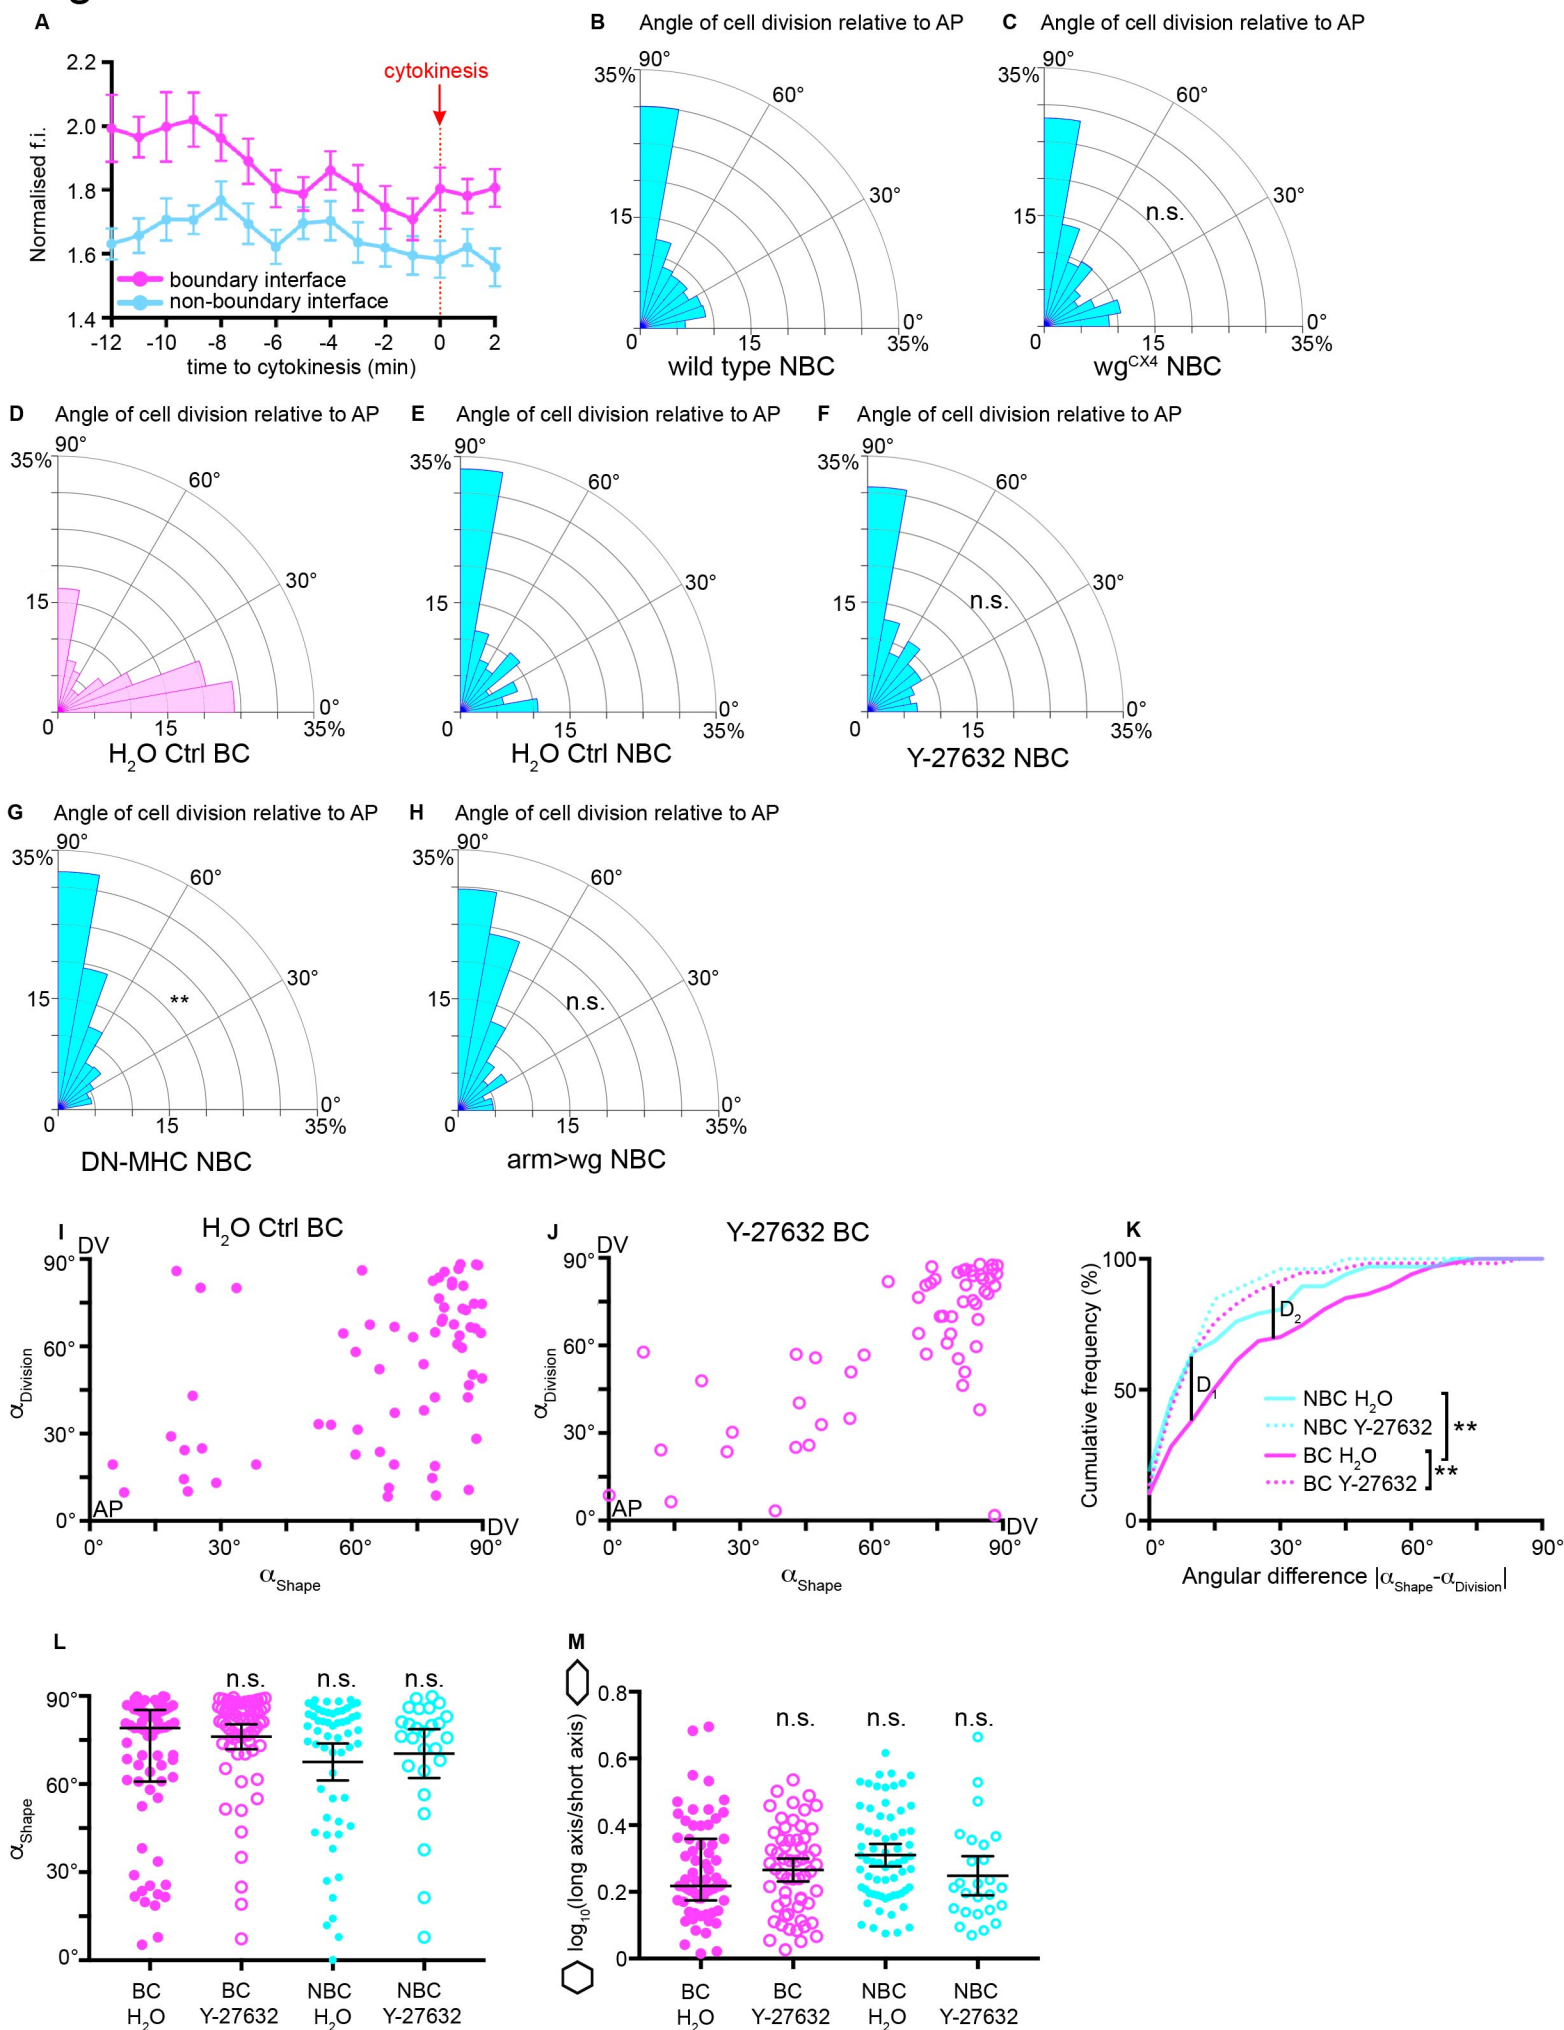 A
2.2
2.0
1.8
1.6
1.4
Normalised f.i.
cytokinesis
boundary interface
non-boundary interface
-12 -10 -8 -6 -4 -2 0 2
time to cytokinesis (min)
B Angle of cell division relative to AP
90°
35%
60°
30°
15
0°
0 15 35%
wild type NBC
C Angle of cell division relative to AP
90°
35%
60°
30°
15
n.s.
0°
0 15 35%
wgCX4 NBC
D Angle of cell division relative to AP
90°
35%
60°
30°
15
0°
0 15 35%
H2O Ctrl BC
E Angle of cell division relative to AP
90°
35%
60°
30°
15
0°
0 15 35%
H2O Ctrl NBC
F Angle of cell division relative to AP
90°
35%
60°
30°
15
n.s.
0°
0 15 35%
Y-27632 NBC
G Angle of cell division relative to AP
90°
35%
60°
30°
15
**
0°
0 15 35%
DN-MHC NBC
H Angle of cell division relative to AP
90°
35%
60°
30°
15
n.s.
0°
0 15 35%
arm>wg NBC
I H2O Ctrl BC
DV
90°
60°
30°
0°
αDivision
AP
DV
0° 30° 60° 90°
αShape
J Y-27632 BC
DV
90°
60°
30°
0°
αDivision
AP
DV
0° 30° 60° 90°
αShape
K
100
50
0
Cumulative frequency (%)
D2
D1
NBC H2O
NBC Y-27632
BC H2O
BC Y-27632
**
**
0° 30° 60° 90°
Angular difference |αShape-αDivision|
L
n.s. n.s. n.s.
90°
60°
30°
0°
αShape
BC BC NBC NBC
H2O Y-27632 H2O Y-27632
M
0.8
0.6
0.4
0.2
0
log10(long axis/short axis)
n.s. n.s. n.s.
BC BC NBC NBC
H2O Y-27632 H2O Y-27632